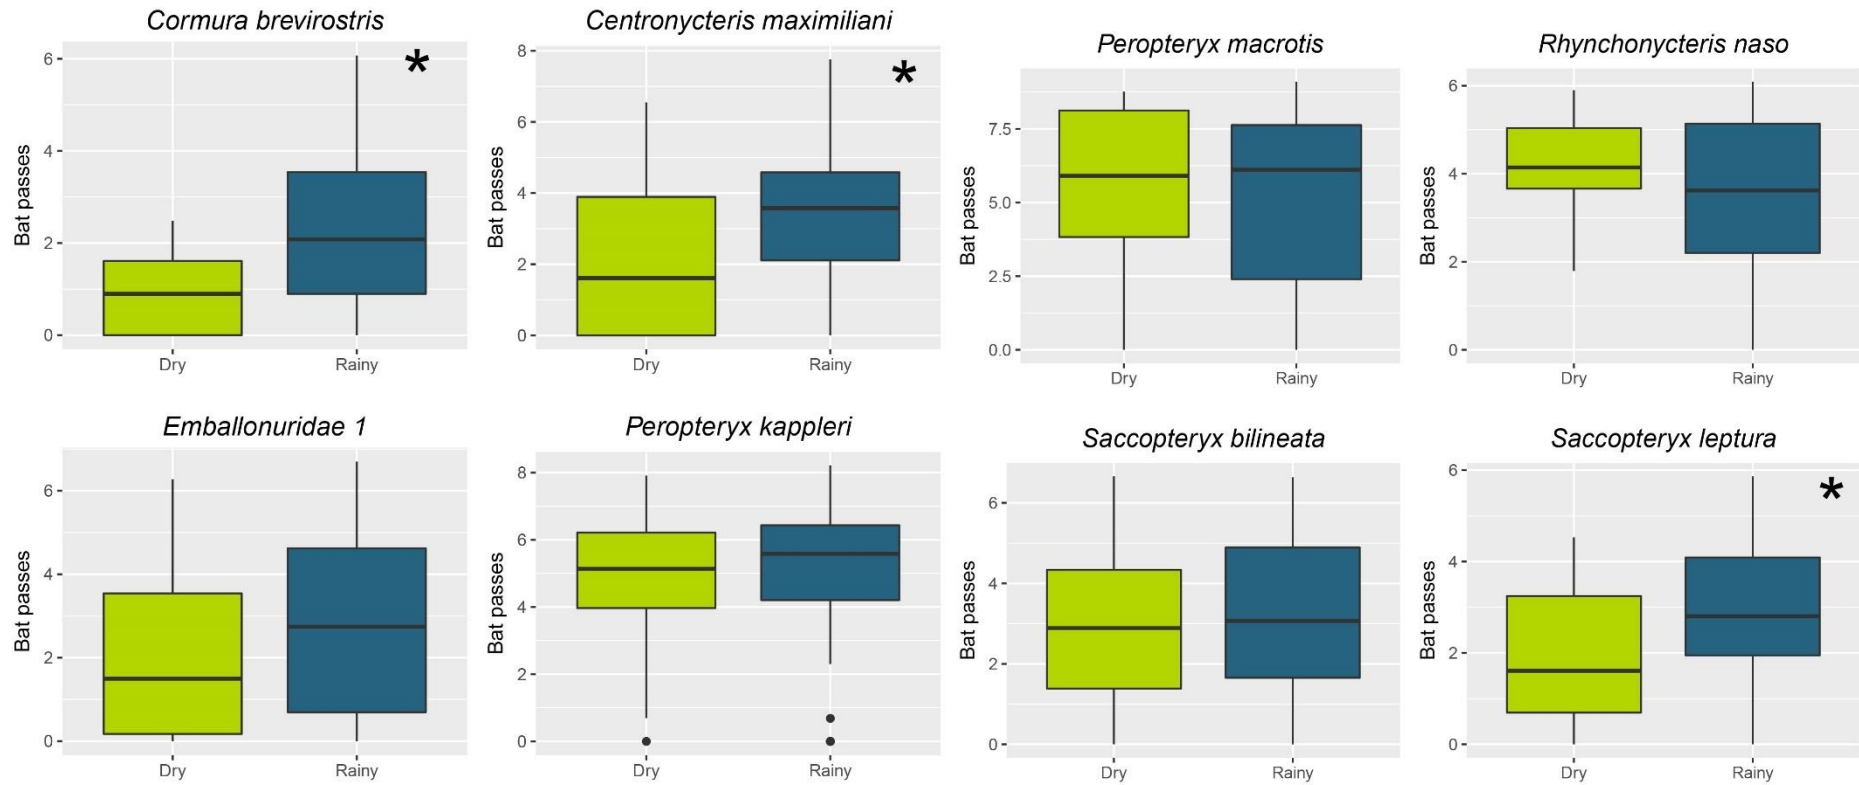 Cormura brevirostris
*
Bat passes
6
4
2
0
Dry Rainy
Centronycteris maximiliani
*
Bat passes
8
6
4
2
0
Dry Rainy
Peropteryx macrotis
Bat passes
7.5
5.0
2.5
0.0
Dry Rainy
Rhynchonycteris naso
Bat passes
6
4
2
0
Dry Rainy
Emballonuridae 1
Bat passes
6
4
2
0
Dry Rainy
Peropteryx kappleri
Bat passes
8
6
4
2
0
Dry Rainy
Saccopteryx bilineata
Bat passes
6
4
2
0
Dry Rainy
Saccopteryx leptura
*
Bat passes
6
4
2
0
Dry Rainy